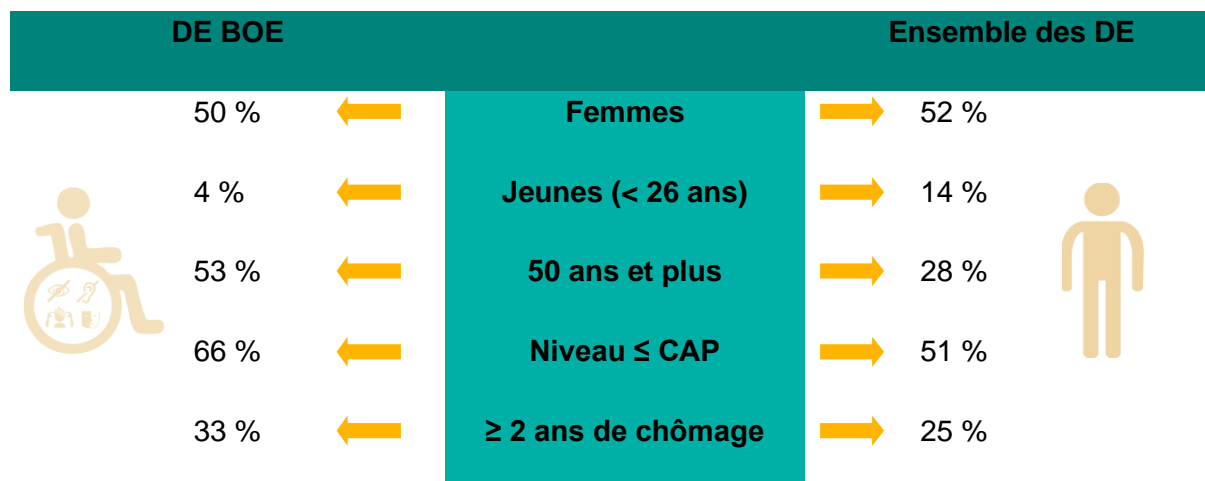 DE BOE Ensemble des DE
50 % Femmes 52 %
4 % Jeunes (< 26 ans) 14 %
53 % 50 ans et plus 28 %
66 % Niveau ≤ CAP 51 %
33 % ≥ 2 ans de chômage 25 %